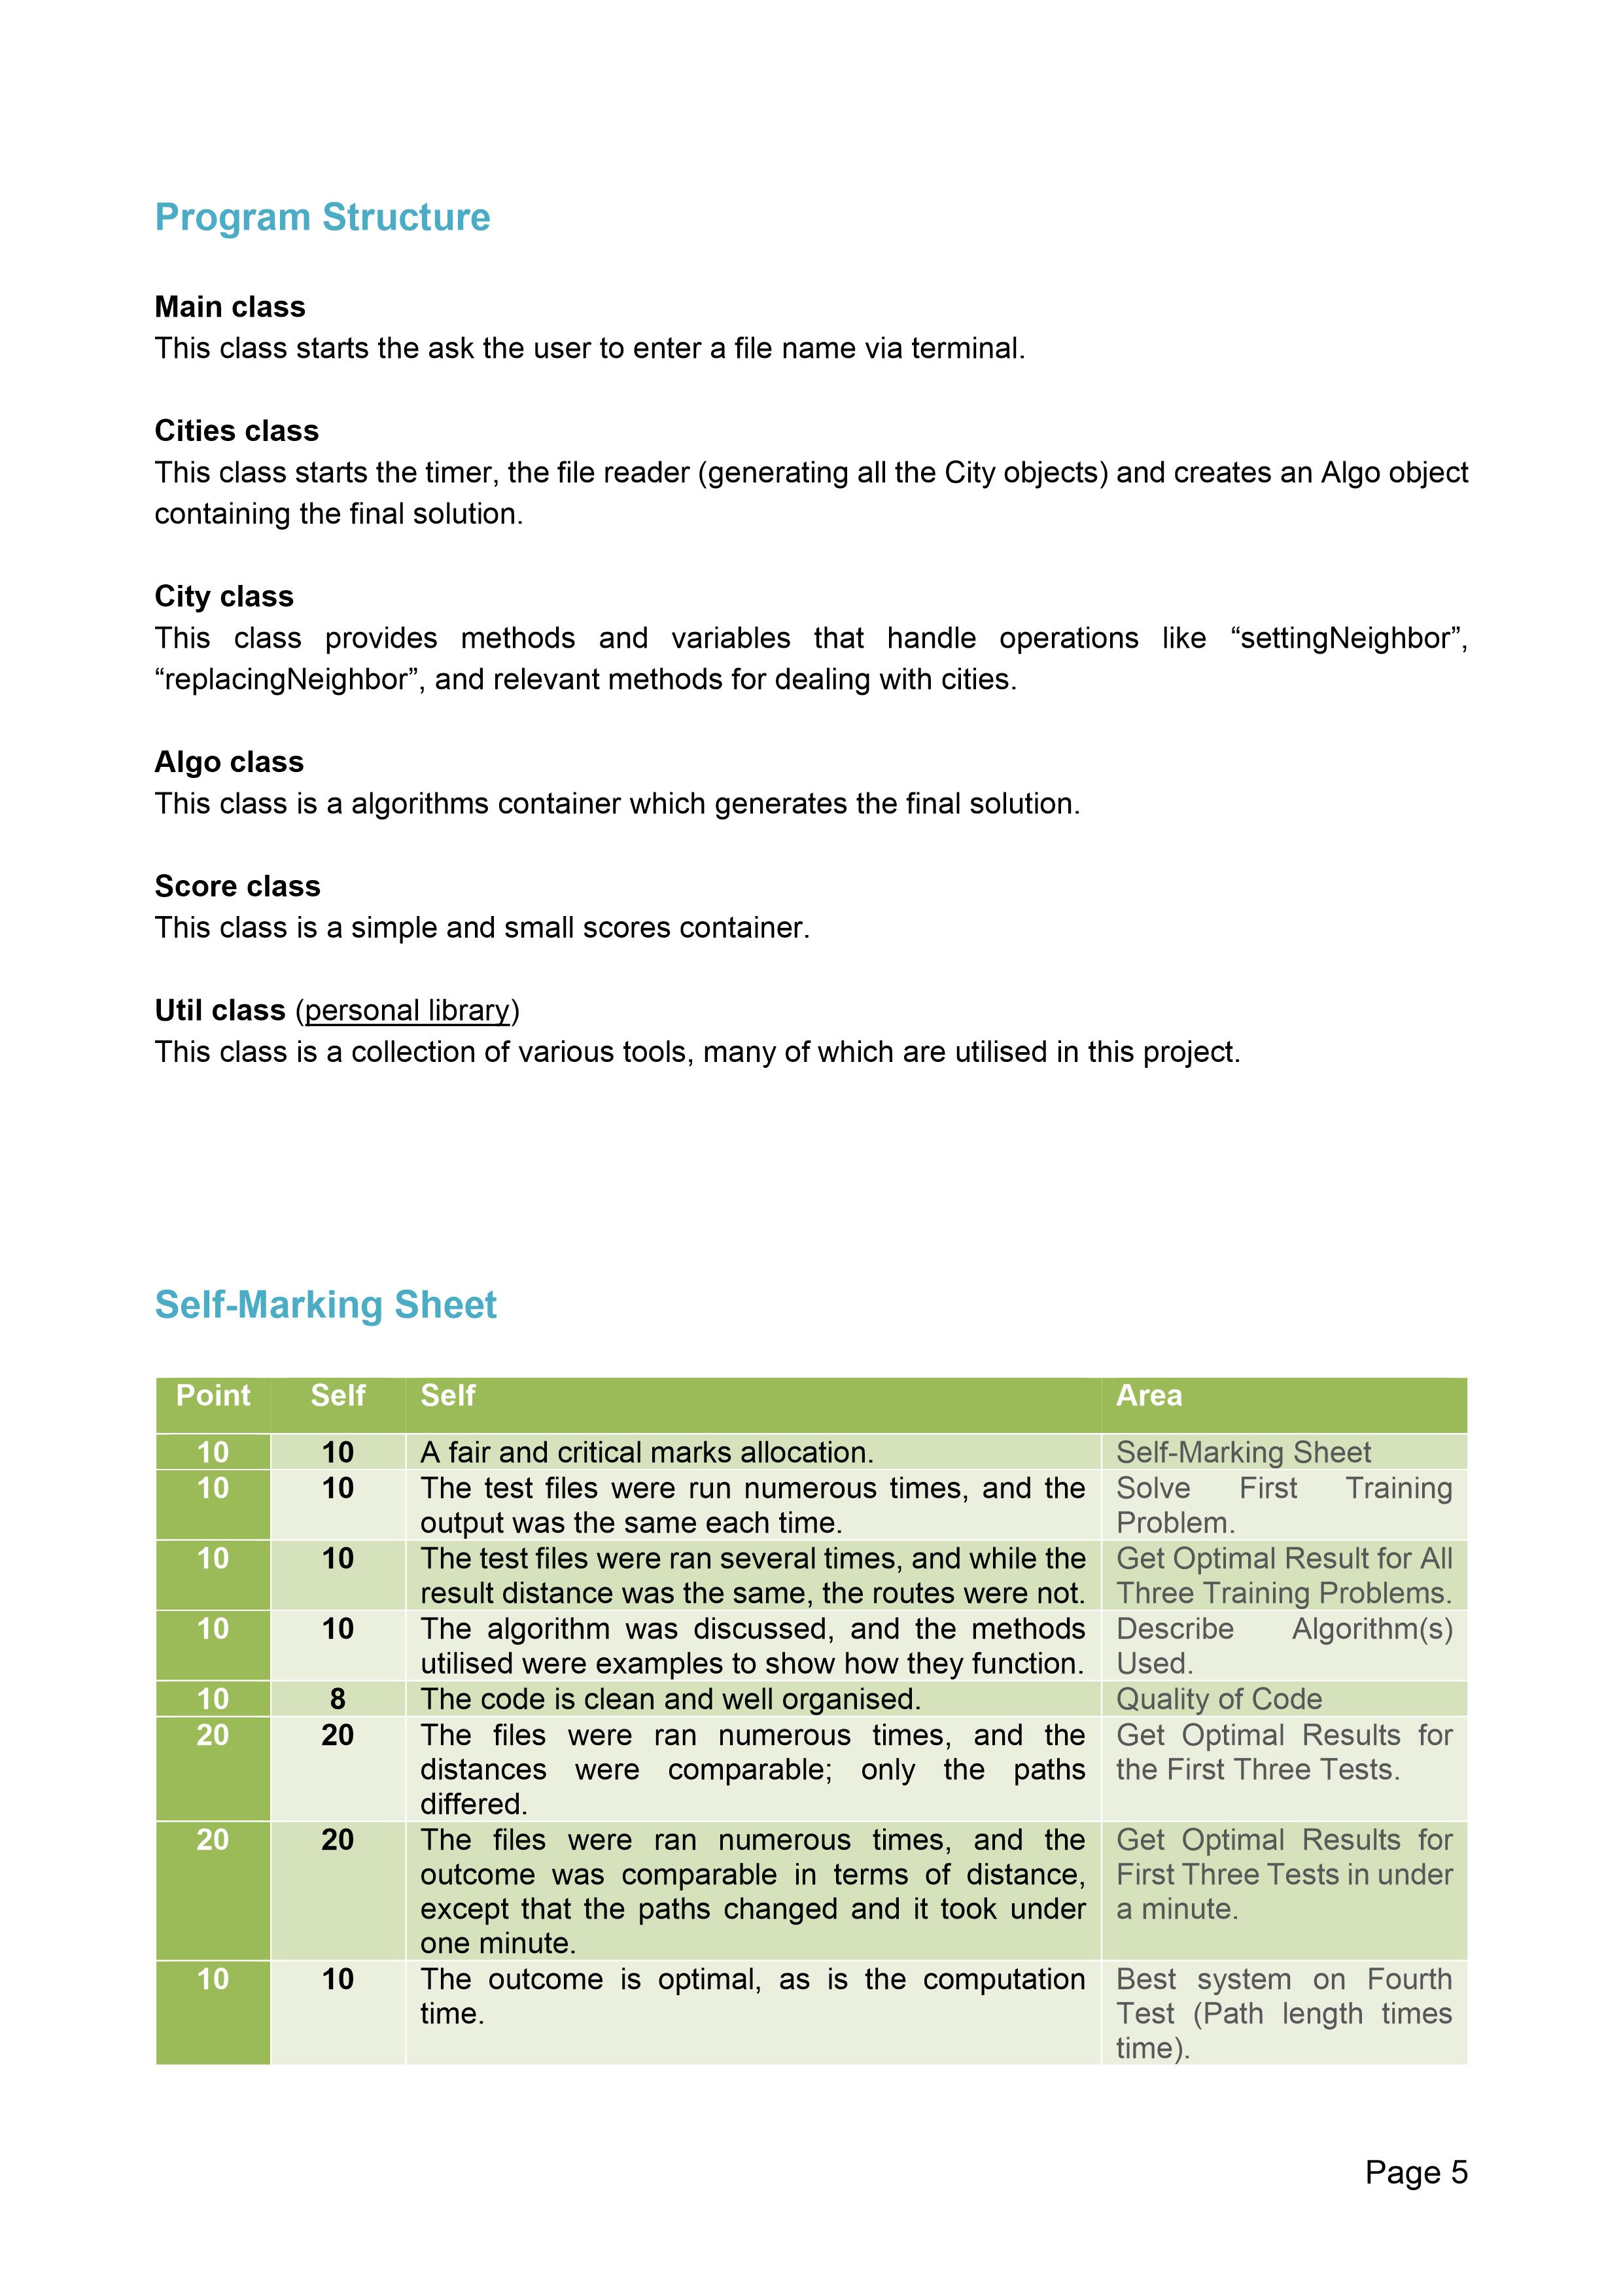 Program Structure
Main class
This class starts the ask the user to enter a file name via terminal.
Cities class
This class starts the timer, the file reader (generating all the City objects) and creates an Algo object
containing the final solution.
City class
This class provides methods and variables that handle operations like “settingNeighbor”,
“replacingNeighbor”, and relevant methods for dealing with cities.
Algo class
This class is a algorithms container which generates the final solution.
Score class
This class is a simple and small scores container.
Util class (personal library)
This class is a collection of various tools, many of which are utilised in this project.
Self-Marking Sheet
Point Self Self Area
10 10 A fair and critical marks allocation. Self-Marking Sheet
10 10 The test files were run numerous times, and the Solve First Training
output was the same each time. Problem.
10 10 The test files were ran several times, and while the Get Optimal Result for All
result distance was the same, the routes were not. Three Training Problems.
10 10 The algorithm was discussed, and the methods Describe Algorithm(s)
utilised were examples to show how they function. Used.
10 8 The code is clean and well organised. Quality of Code
20 20 The files were ran numerous times, and the Get Optimal Results for
distances were comparable; only the paths the First Three Tests.
differed.
20 20 The files were ran numerous times, and the Get Optimal Results for
outcome was comparable in terms of distance, First Three Tests in under
except that the paths changed and it took under a minute.
one minute.
10 10 The outcome is optimal, as is the computation Best system on Fourth
time. Test (Path length times
time).
Page 5